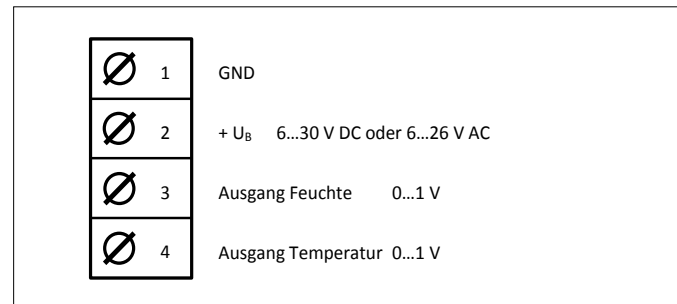 1 GND
2 + UB 6...30 V DC oder 6...26 V AC
3 Ausgang Feuchte 0...1 V
4 Ausgang Temperatur 0...1 V